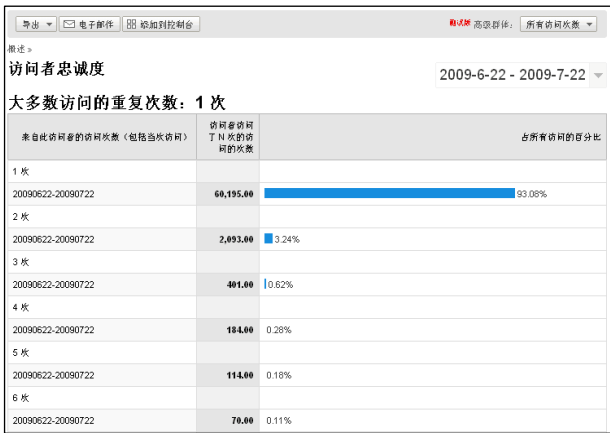 导出 电子邮件 添加到控制台 测试版 高级群体: 所有访问次数
概述 »
访问者忠诚度
2009-6-22 - 2009-7-22
大多数访问的重复次数: 1 次
来自此访问者的访问次数（包括当次访问） 访问者访问了 N 次的访问的次数 占所有访问的百分比
1 次
20090622-20090722 60,195.00 93.08%
2 次
20090622-20090722 2,093.00 3.24%
3 次
20090622-20090722 401.00 0.62%
4 次
20090622-20090722 184.00 0.28%
5 次
20090622-20090722 114.00 0.18%
6 次
20090622-20090722 70.00 0.11%